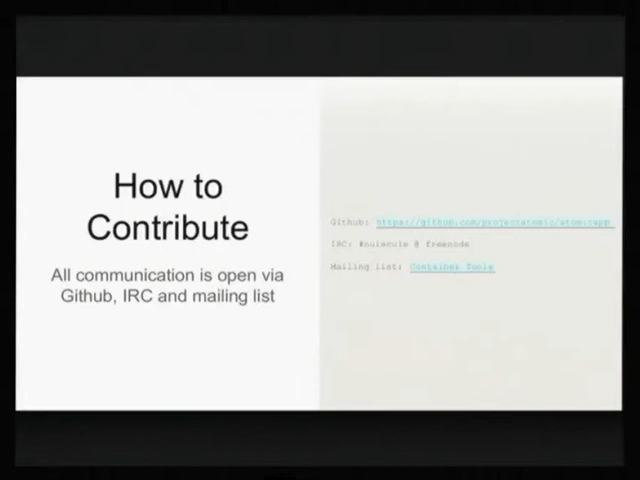 How to
Contribute
All communication is open via
Github, IRC and mailing list
Github: https://github.com/projectatomic/atomicapp
IRC: #nulecule @ freenode
Mailing list: Container Tools